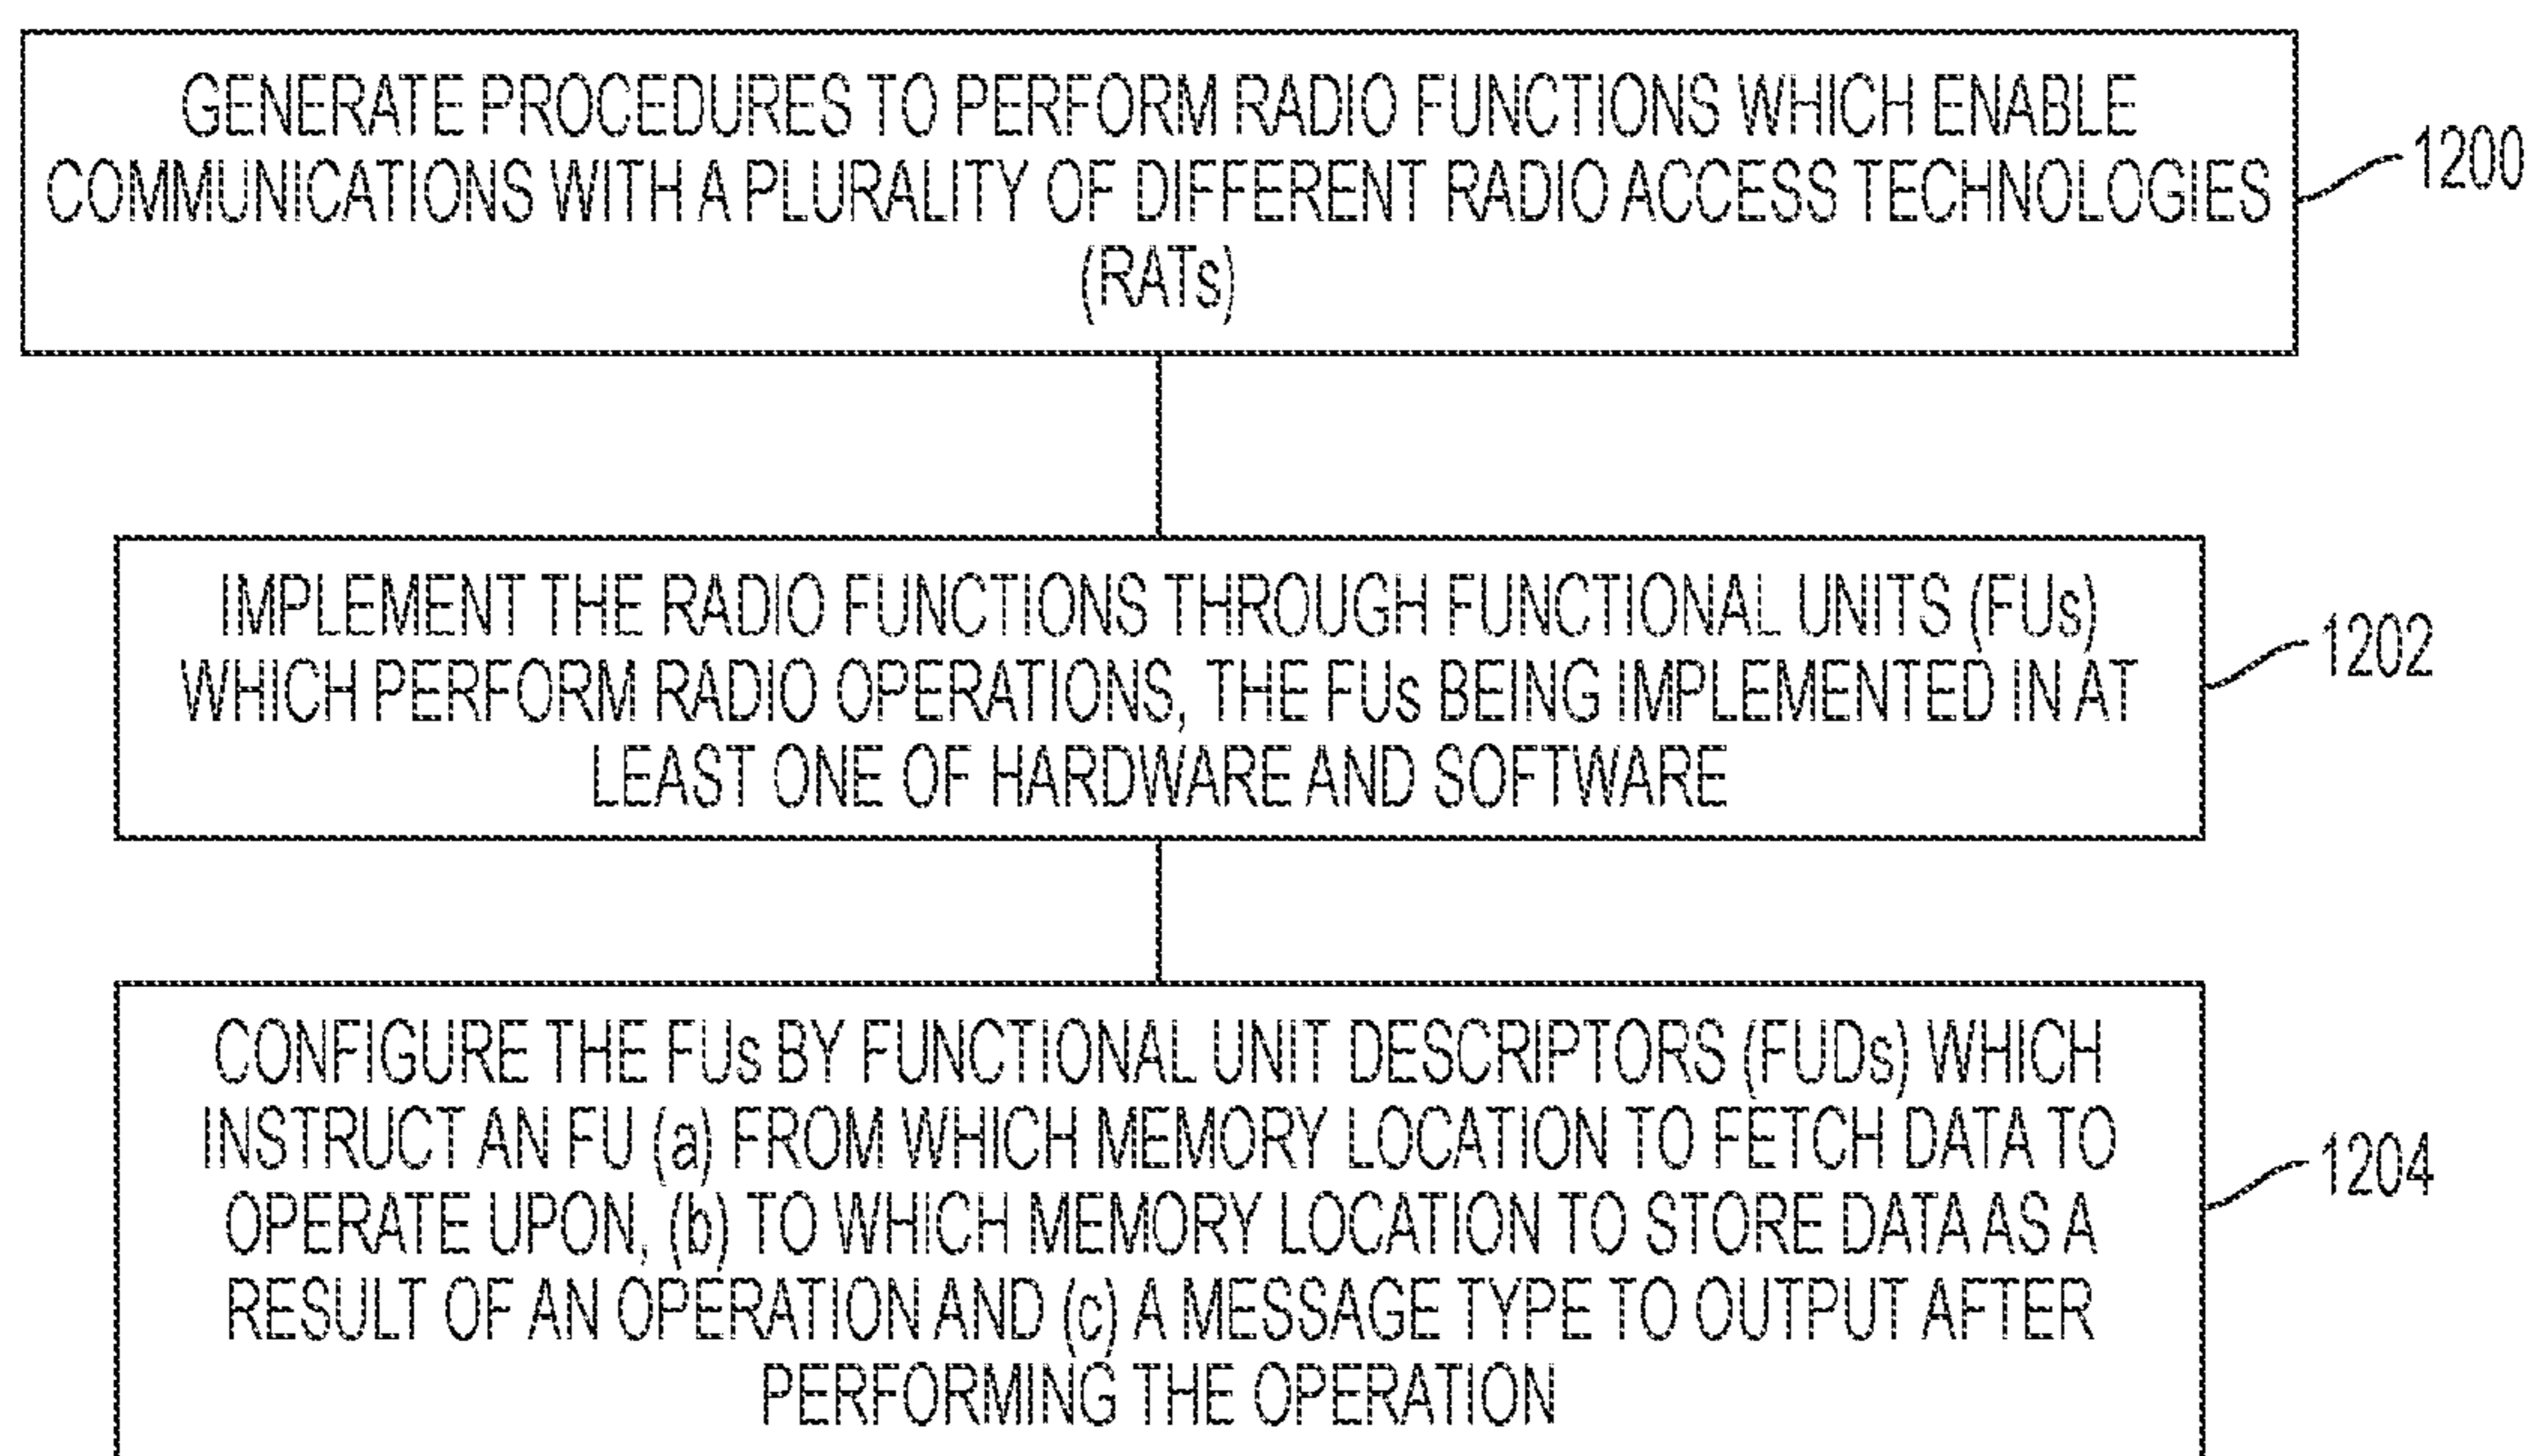 GENERATE PROCEDURES TO PERFORM RADIO FUNCTIONS WHICH ENABLE
COMMUNICATIONS WITH A PLURALITY OF DIFFERENT RADIO ACCESS TECHNOLOGIES
(RATs)
1200
IMPLEMENT THE RADIO FUNCTIONS THROUGH FUNCTIONAL UNITS (FUs)
WHICH PERFORM RADIO OPERATIONS, THE FUs BEING IMPLEMENTED IN AT
LEAST ONE OF HARDWARE AND SOFTWARE
1202
CONFIGURE THE FUs BY FUNCTIONAL UNIT DESCRIPTORS (FUDs) WHICH
INSTRUCT AN FU (a) FROM WHICH MEMORY LOCATION TO FETCH DATA TO
OPERATE UPON, (b) TO WHICH MEMORY LOCATION TO STORE DATA AS A
RESULT OF AN OPERATION AND (c) A MESSAGE TYPE TO OUTPUT AFTER
PERFORMING THE OPERATION
1204